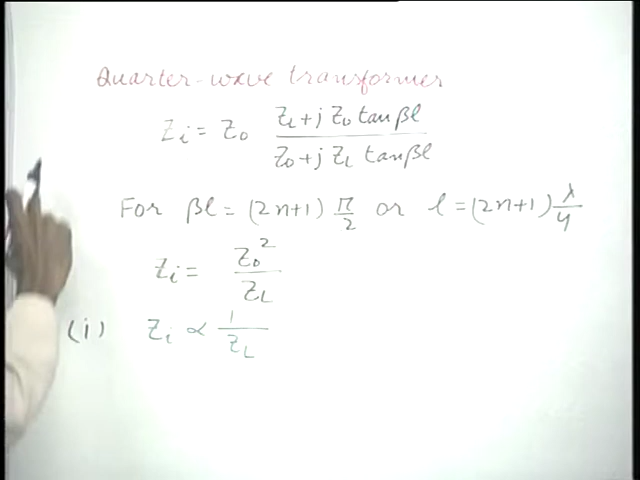 Quarter-wave transformer
Zi = Z0 ZL + j Z0 tan βl / Z0 + j ZL tan βl
For βl = (2n+1) π/2 or l = (2n+1) λ/4
Zi = Z0² / ZL
(i) Zi ∝ 1/ZL